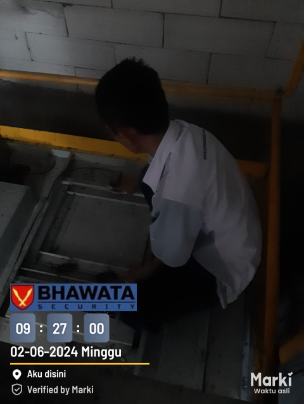 BHAWATA
SECURITY
09 : 27 : 00
02-06-2024 Minggu
Aku disini
Verified by Marki
Marki
Waktu asli